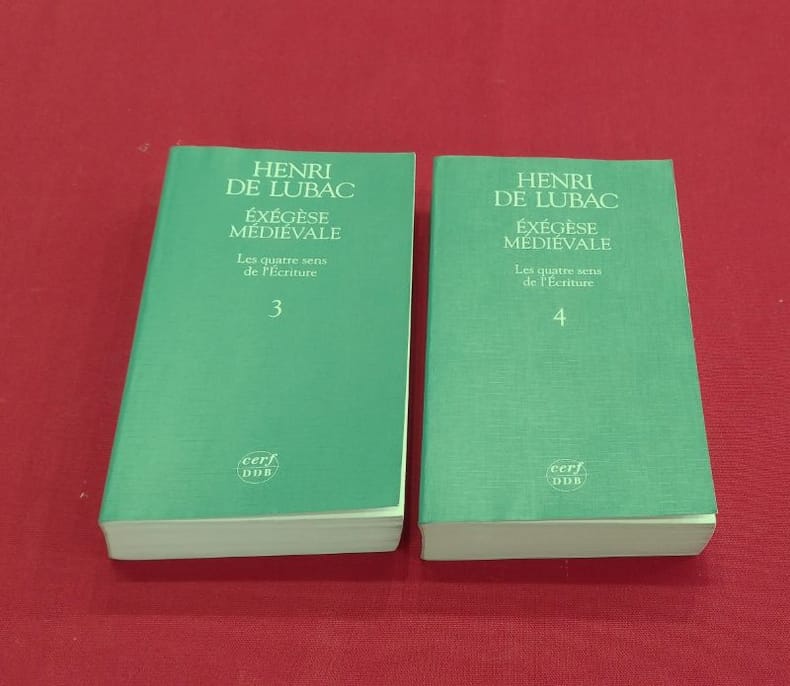 HENRI
DE LUBAC
ÉXÉGÈSE
MÉDIÉVALE
Les quatre sens
de l'Écriture
3
cerf
DDB
HENRI
DE LUBAC
ÉXÉGÈSE
MÉDIÉVALE
Les quatre sens
de l'Écriture
4
cerf
DDB